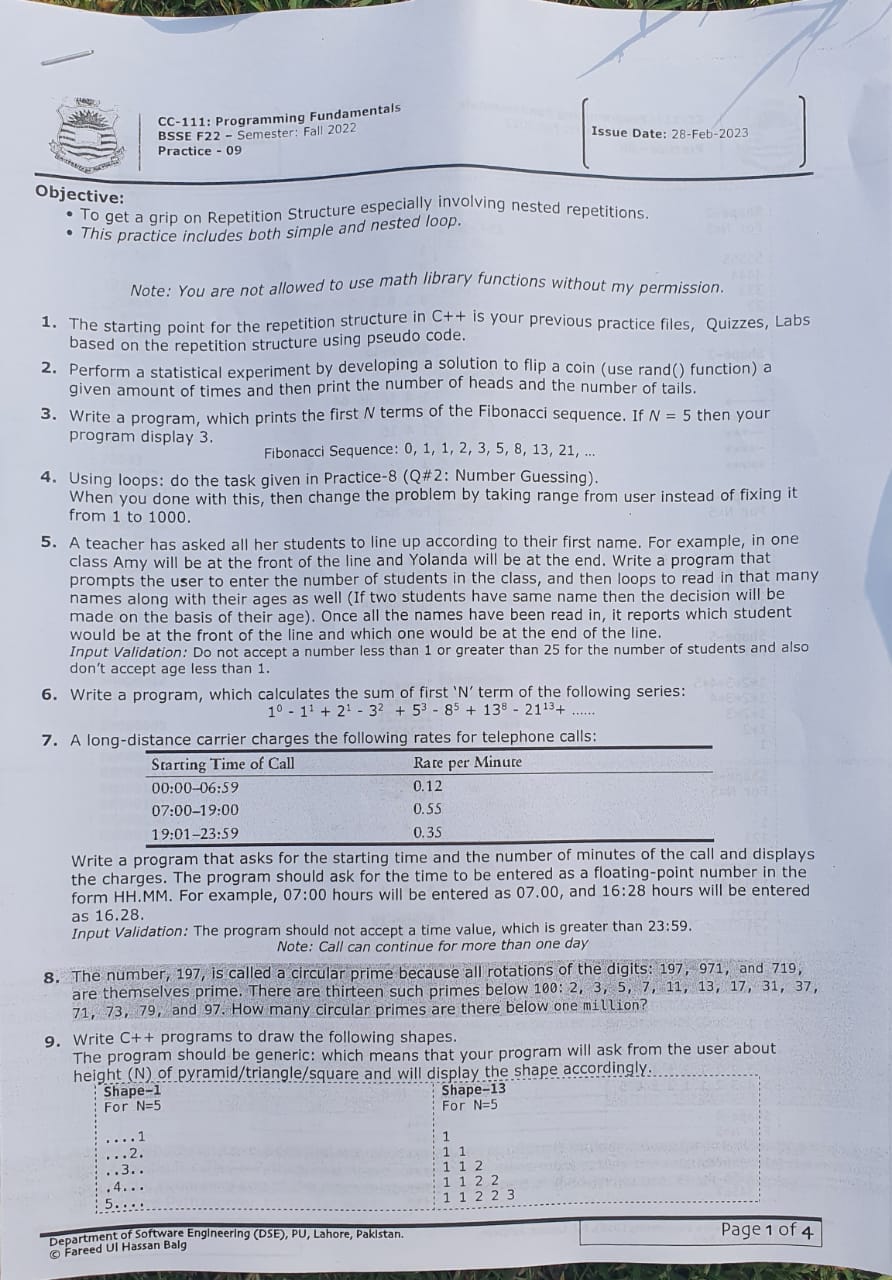 CC-111: Programming Fundamentals
BSSE F22 – Semester: Fall 2022
Practice - 09
Issue Date: 28-Feb-2023
Objective:
• To get a grip on Repetition Structure especially involving nested repetitions.
• This practice includes both simple and nested loop.
Note: You are not allowed to use math library functions without my permission.
1. The starting point for the repetition structure in C++ is your previous practice files, Quizzes, Labs
based on the repetition structure using pseudo code.
2. Perform a statistical experiment by developing a solution to flip a coin (use rand() function) a
given amount of times and then print the number of heads and the number of tails.
3. Write a program, which prints the first N terms of the Fibonacci sequence. If N = 5 then your
program display 3.
Fibonacci Sequence: 0, 1, 1, 2, 3, 5, 8, 13, 21, ...
4. Using loops: do the task given in Practice-8 (Q#2: Number Guessing).
When you done with this, then change the problem by taking range from user instead of fixing it
from 1 to 1000.
5. A teacher has asked all her students to line up according to their first name. For example, in one
class Amy will be at the front of the line and Yolanda will be at the end. Write a program that
prompts the user to enter the number of students in the class, and then loops to read in that many
names along with their ages as well (If two students have same name then the decision will be
made on the basis of their age). Once all the names have been read in, it reports which student
would be at the front of the line and which one would be at the end of the line.
Input Validation: Do not accept a number less than 1 or greater than 25 for the number of students and also
don't accept age less than 1.
6. Write a program, which calculates the sum of first 'N' term of the following series:
1⁰ - 1¹ + 2¹ - 3² + 5³ - 8⁵ + 13⁸ - 21¹³+ ......
7. A long-distance carrier charges the following rates for telephone calls:
Starting Time of Call Rate per Minute
00:00–06:59 0.12
07:00–19:00 0.55
19:01–23:59 0.35
Write a program that asks for the starting time and the number of minutes of the call and displays
the charges. The program should ask for the time to be entered as a floating-point number in the
form HH.MM. For example, 07:00 hours will be entered as 07.00, and 16:28 hours will be entered
as 16.28.
Input Validation: The program should not accept a time value, which is greater than 23:59.
Note: Call can continue for more than one day
8. The number, 197, is called a circular prime because all rotations of the digits: 197, 971, and 719,
are themselves prime. There are thirteen such primes below 100: 2, 3, 5, 7, 11, 13, 17, 31, 37,
71, 73, 79, and 97. How many circular primes are there below one million?
9. Write C++ programs to draw the following shapes.
The program should be generic: which means that your program will ask from the user about
height (N) of pyramid/triangle/square and will display the shape accordingly.
Shape-1
For N=5
....1
...2.
..3..
.4...
5....
Shape-13
For N=5
1
1 1
1 1 2
1 1 2 2
1 1 2 2 3
Department of Software Engineering (DSE), PU, Lahore, Pakistan.
© Fareed Ul Hassan Baig
Page 1 of 4